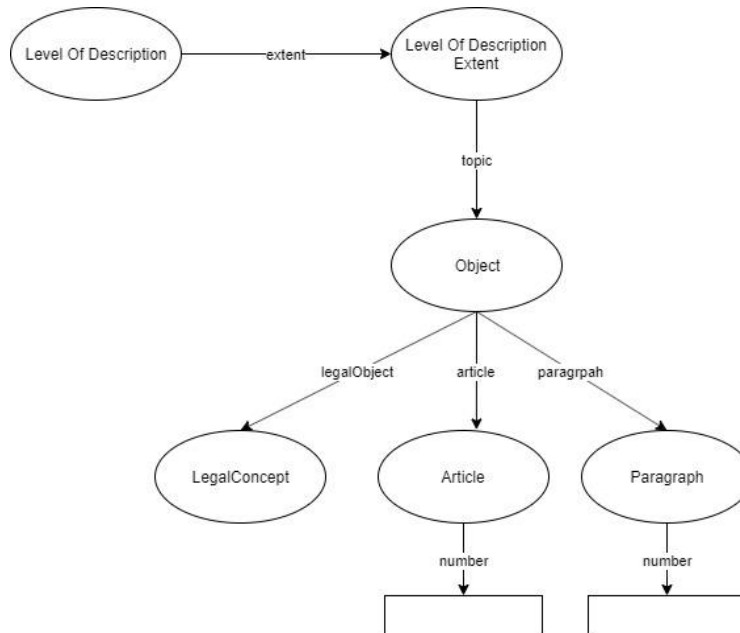 Level Of Description
extent
Level Of Description
Extent
topic
Object
legalObject
article
paragrpah
LegalConcept
Article
Paragraph
number
number